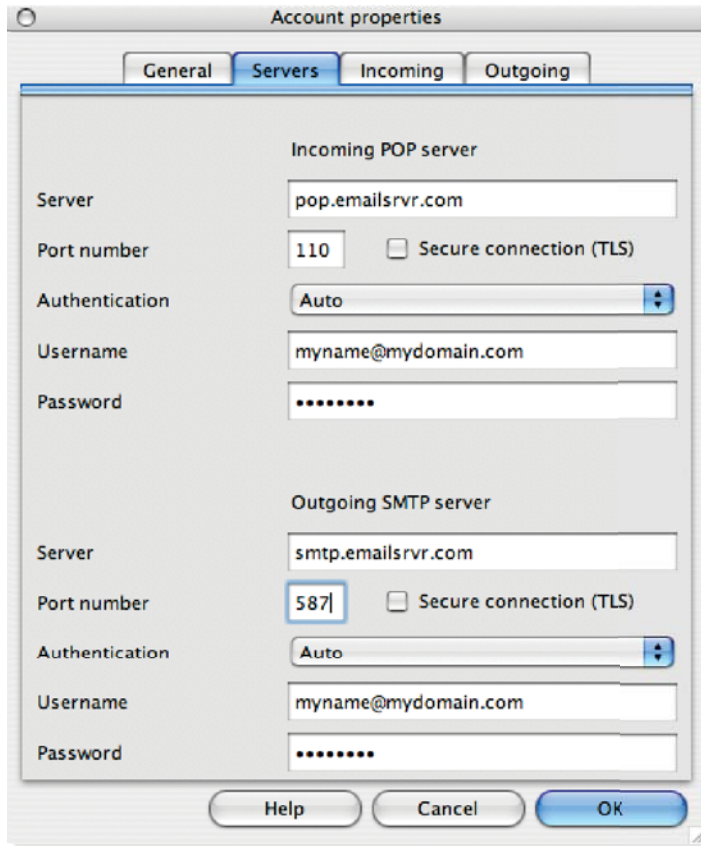 Account properties
General Servers Incoming Outgoing
Incoming POP server
Server pop.emailsrvr.com
Port number 110 Secure connection (TLS)
Authentication Auto
Username myname@mydomain.com
Password ••••••••
Outgoing SMTP server
Server smtp.emailsrvr.com
Port number 587 Secure connection (TLS)
Authentication Auto
Username myname@mydomain.com
Password ••••••••
Help Cancel OK